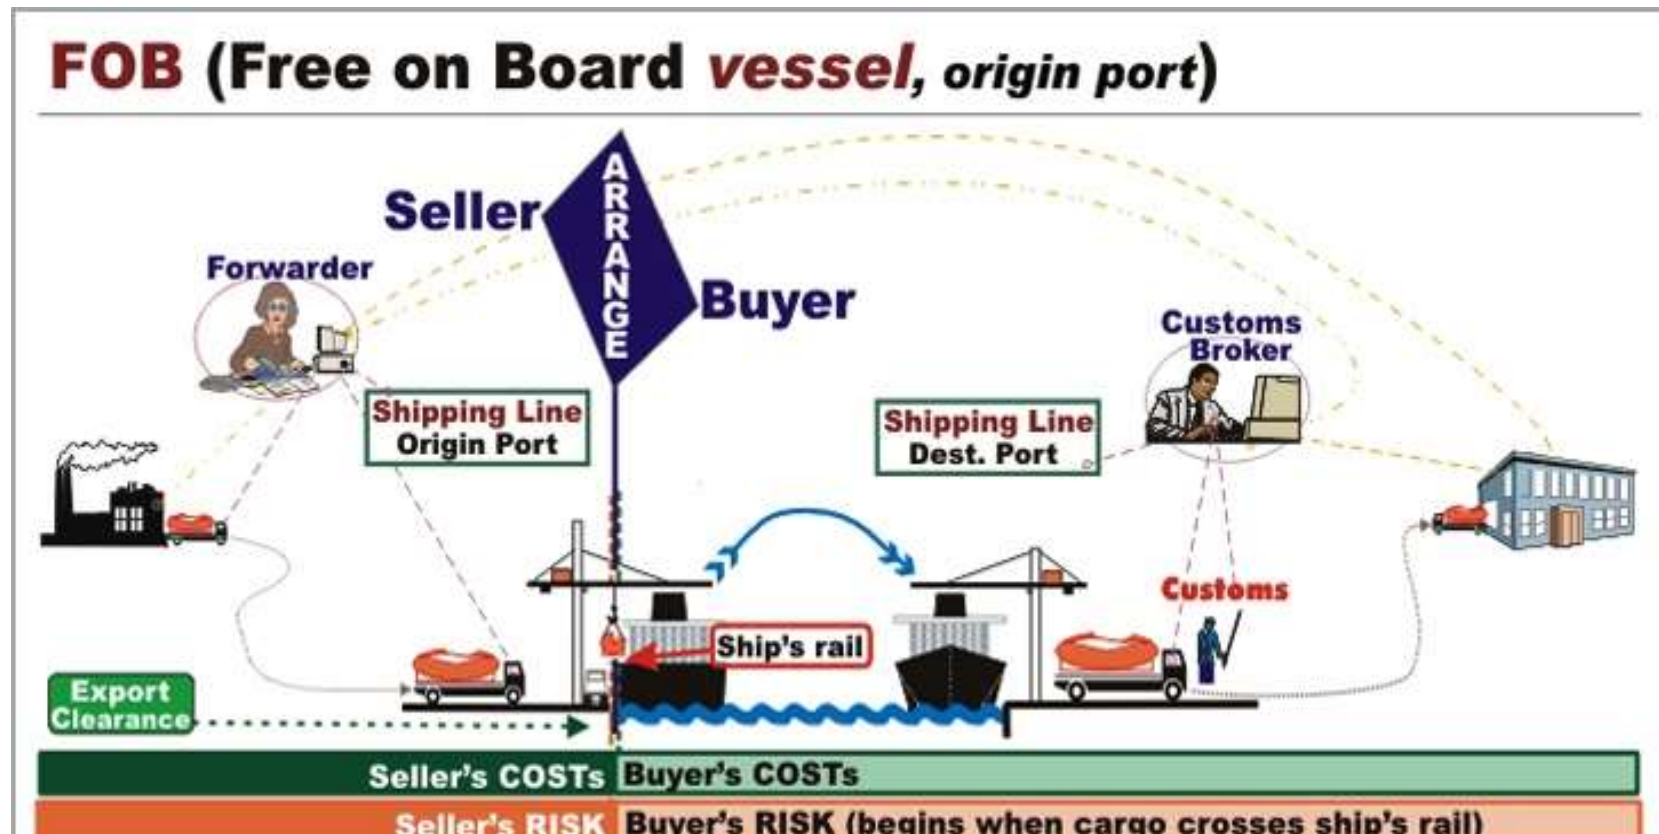 FOB (Free on Board vessel, origin port)
ARRANGE
Seller
Forwarder
Buyer
Customs
Broker
Shipping Line
Origin Port
Shipping Line
Dest. Port
Customs
Ship's rail
Export
Clearance
Seller's COSTs Buyer's COSTs
Seller's RISK Buyer's RISK (begins when cargo crosses ship's rail)